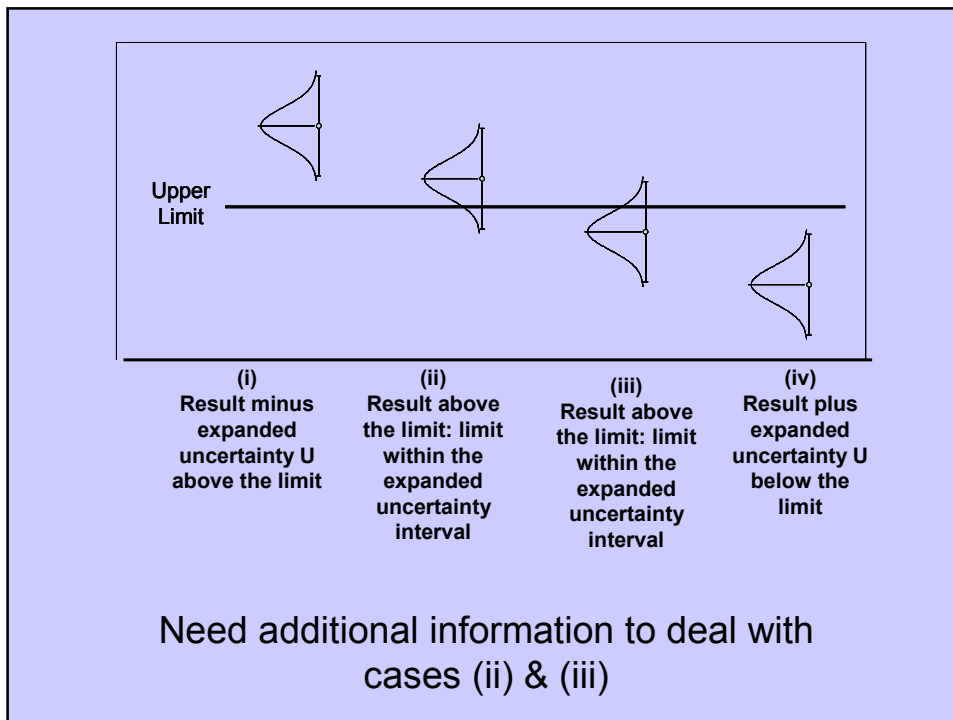 Upper
Limit
(i)
Result minus
expanded
uncertainty U
above the limit
(ii)
Result above
the limit: limit
within the
expanded
uncertainty
interval
(iii)
Result above
the limit: limit
within the
expanded
uncertainty
interval
(iv)
Result plus
expanded
uncertainty U
below the
limit
Need additional information to deal with
cases (ii) & (iii)